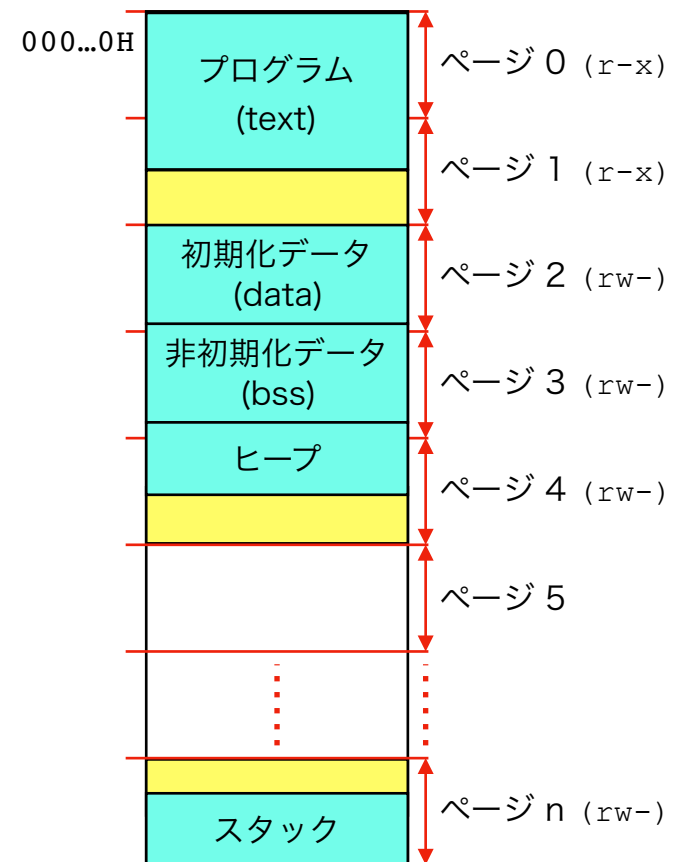 000…0H
プログラム
(text)
ページ 0 (r-x)
ページ 1 (r-x)
初期化データ
(data)
ページ 2 (rw-)
非初期化データ
(bss)
ページ 3 (rw-)
ヒープ
ページ 4 (rw-)
ページ 5
スタック
ページ n (rw-)